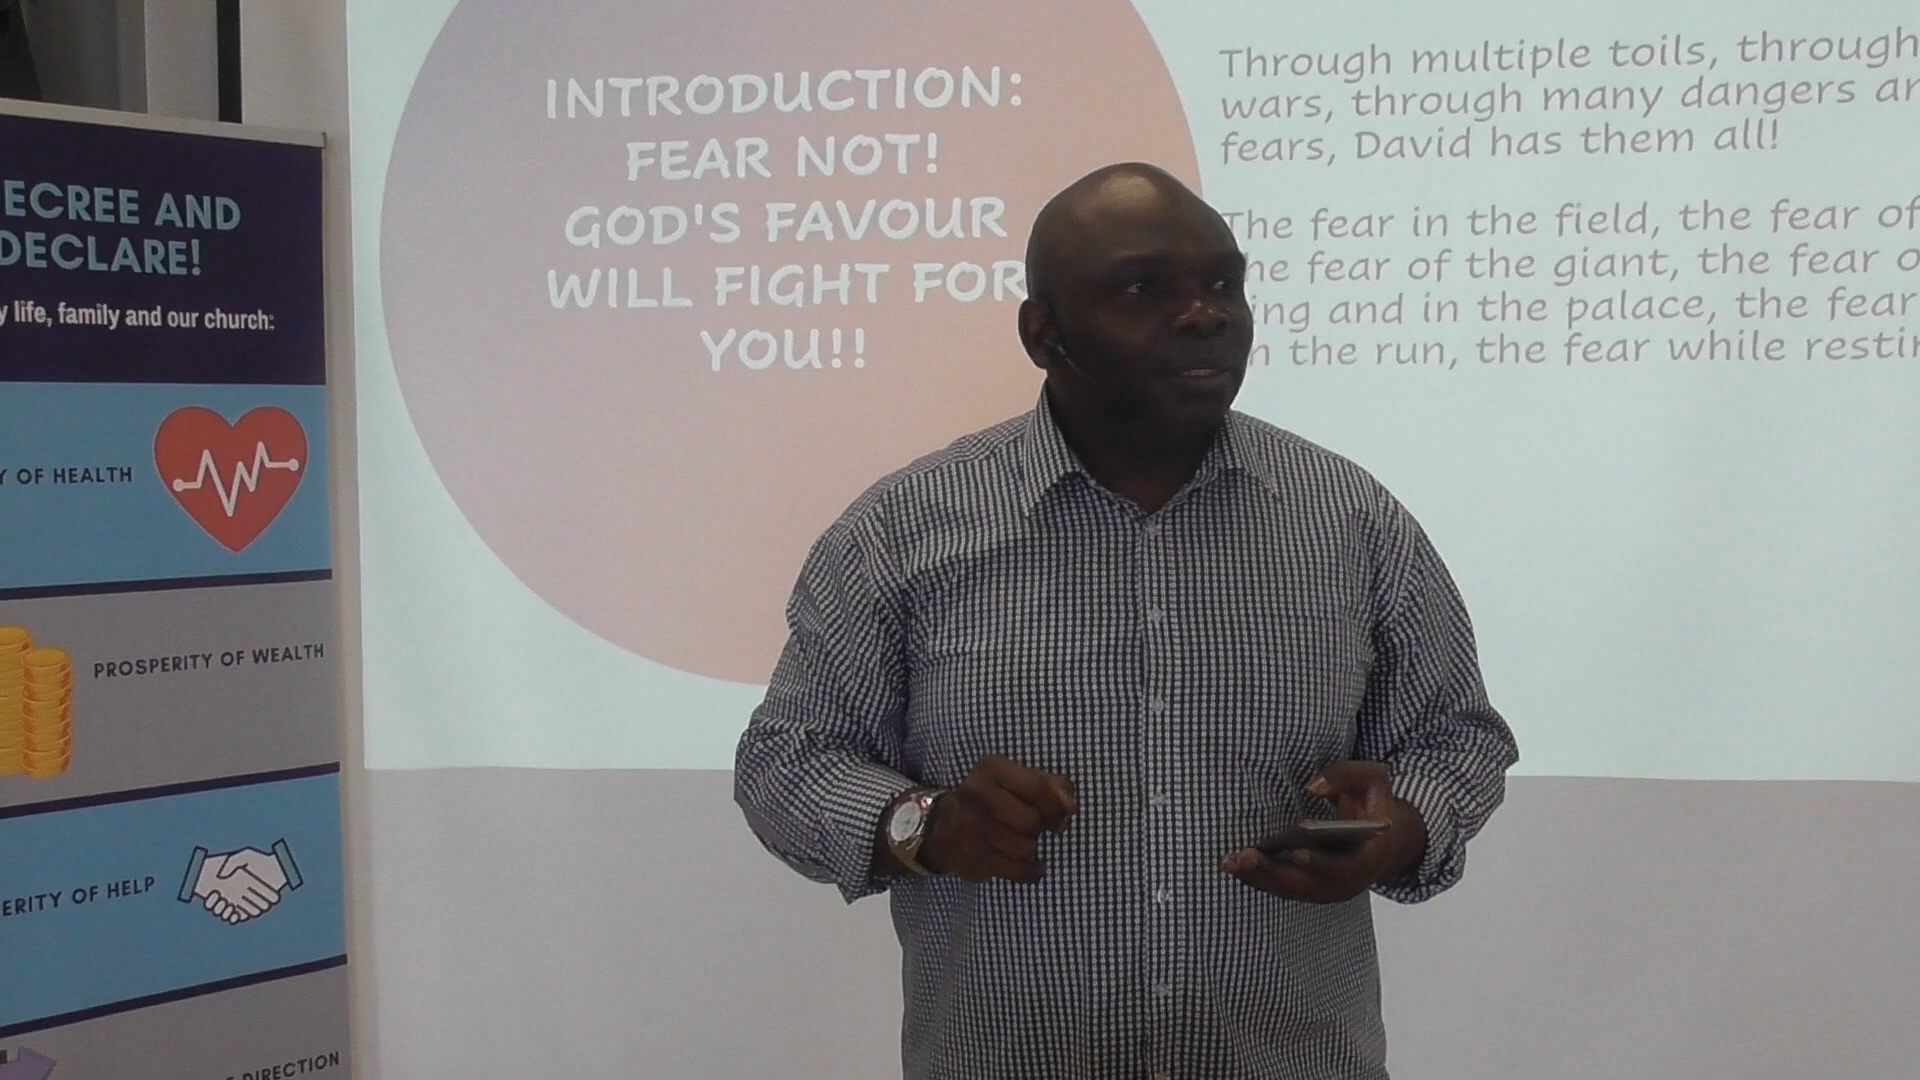 ECREE AND
DECLARE!
y life, family and our church:
Y OF HEALTH
PROSPERITY OF WEALTH
ERITY OF HELP
DIRECTION
INTRODUCTION:
FEAR NOT!
GOD'S FAVOUR
WILL FIGHT FOR
YOU!!
Through multiple toils, through
wars, through many dangers ar
fears, David has them all!
The fear in the field, the fear of
he fear of the giant, the fear o
ing and in the palace, the fear
n the run, the fear while restin